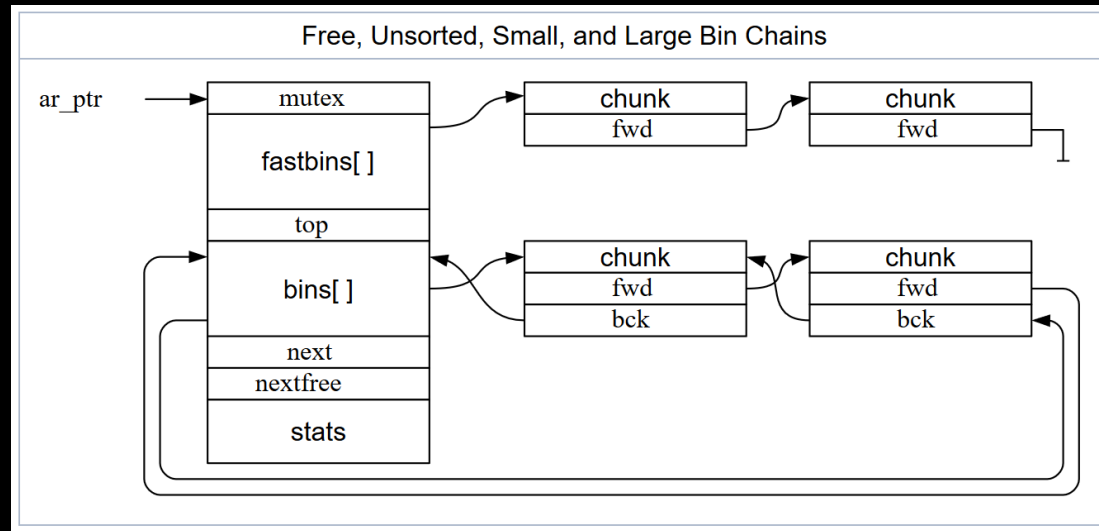 Free, Unsorted, Small, and Large Bin Chains
ar_ptr
mutex
fastbins[ ]
top
bins[ ]
next
nextfree
stats
chunk
fwd
chunk
fwd
chunk
fwd
bck
chunk
fwd
bck